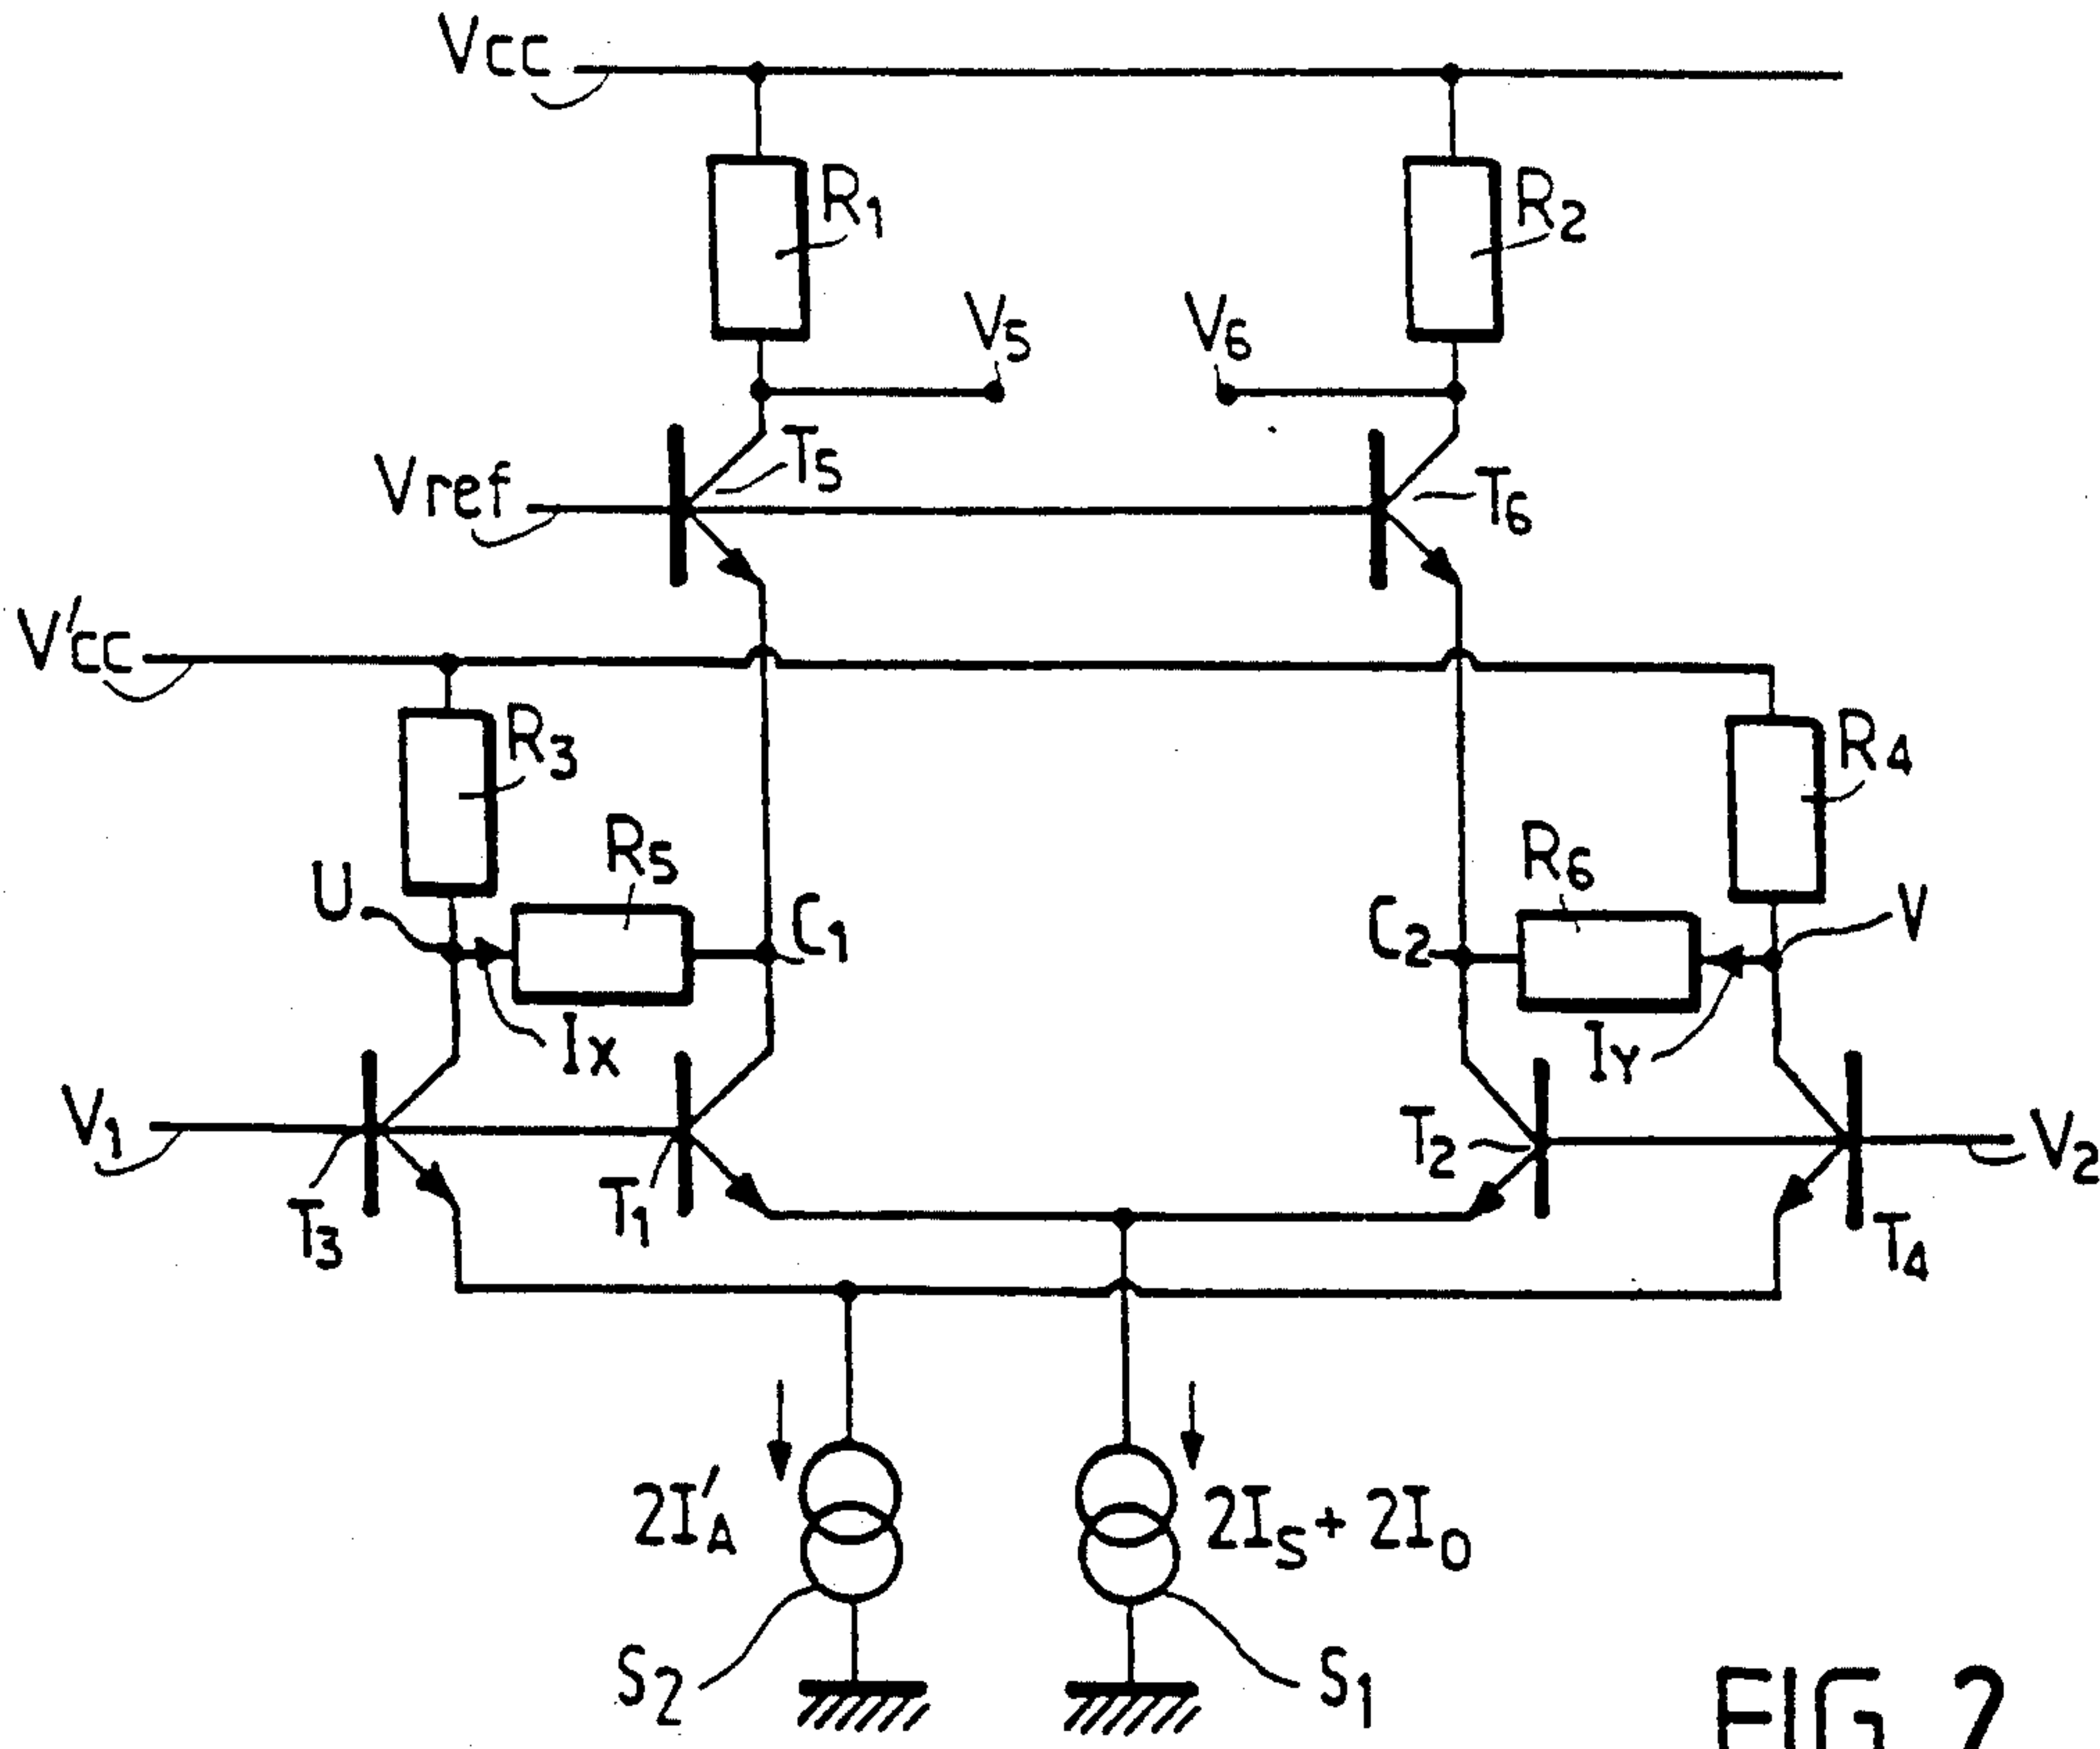 Vcc
R1
R2
V5
V6
Vref
T5
T6
V'cc
R3
R4
U
R5
C1
C2
R6
V
Ix
IY
V1
T3
T1
T2
V2
T4
2I'A
2IS+2IO
S2
S1
FIG.2